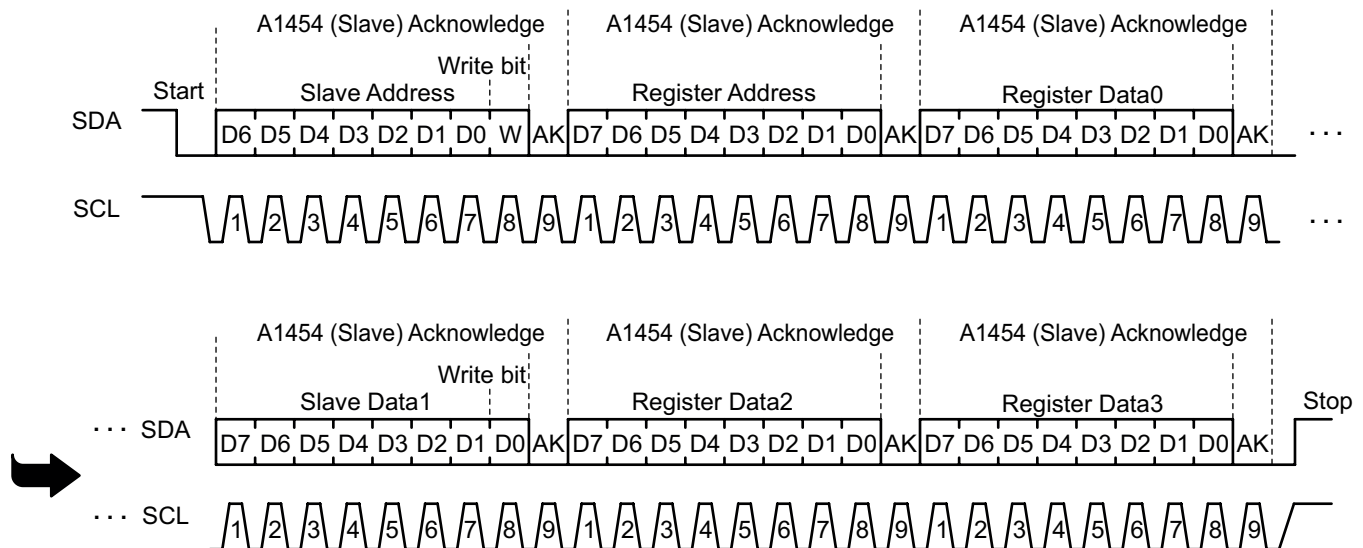 A1454 (Slave) Acknowledge A1454 (Slave) Acknowledge A1454 (Slave) Acknowledge
Write bit
Start Slave Address Register Address Register Data0
SDA D6 D5 D4 D3 D2 D1 D0 W AK D7 D6 D5 D4 D3 D2 D1 D0 AK D7 D6 D5 D4 D3 D2 D1 D0 AK . . .
SCL 1 2 3 4 5 6 7 8 9 1 2 3 4 5 6 7 8 9 1 2 3 4 5 6 7 8 9 . . .
A1454 (Slave) Acknowledge A1454 (Slave) Acknowledge A1454 (Slave) Acknowledge
Write bit
Slave Data1 Register Data2 Register Data3 Stop
. . . SDA D7 D6 D5 D4 D3 D2 D1 D0 AK D7 D6 D5 D4 D3 D2 D1 D0 AK D7 D6 D5 D4 D3 D2 D1 D0 AK
. . . SCL 1 2 3 4 5 6 7 8 9 1 2 3 4 5 6 7 8 9 1 2 3 4 5 6 7 8 9